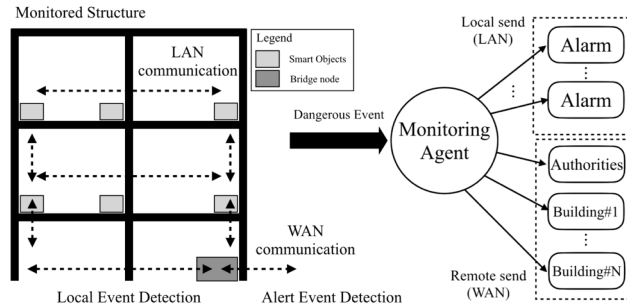 Monitored Structure
LAN
communication
Legend
Smart Objects
Bridge node
WAN
communication
Local Event Detection
Alert Event Detection
Dangerous Event
Monitoring
Agent
Local send
(LAN)
Alarm
Alarm
Authorities
Building#1
Building#N
Remote send
(WAN)